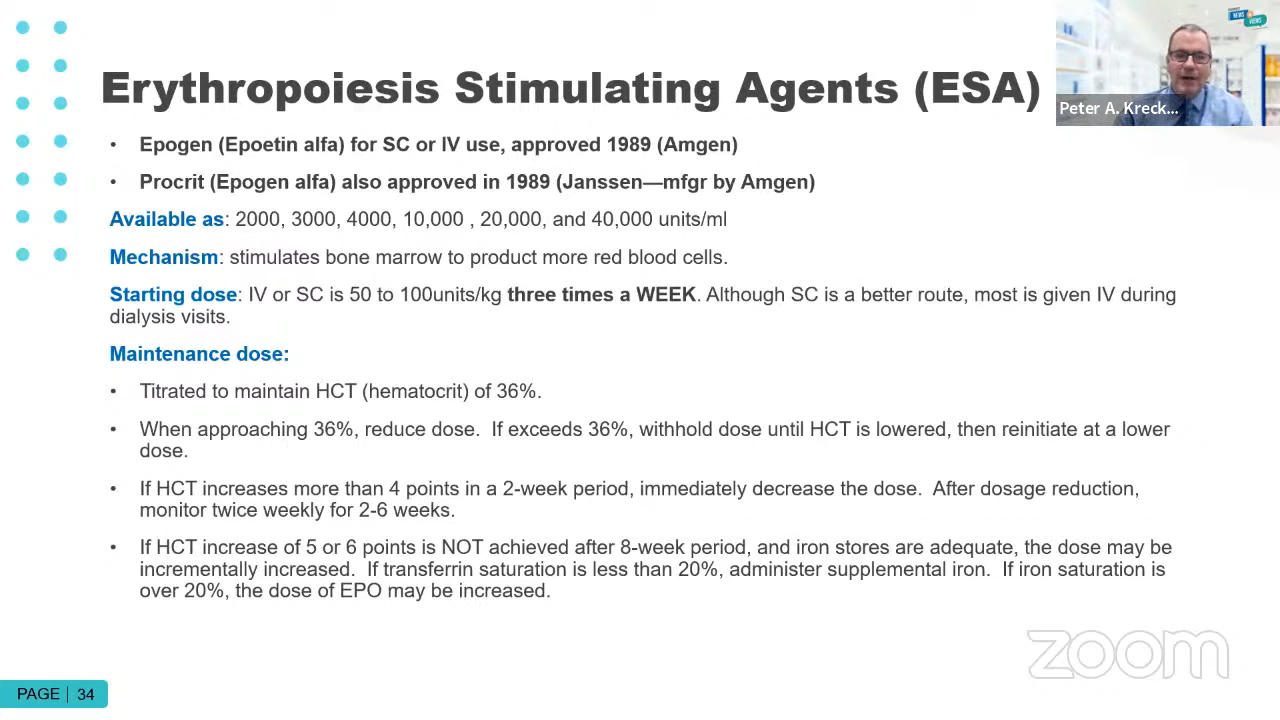 Erythropoiesis Stimulating Agents (ESA)
NEWS
VIEWS
Peter A. Kreck...
• Epogen (Epoetin alfa) for SC or IV use, approved 1989 (Amgen)
• Procrit (Epogen alfa) also approved in 1989 (Janssen—mfgr by Amgen)
Available as: 2000, 3000, 4000, 10,000 , 20,000, and 40,000 units/ml
Mechanism: stimulates bone marrow to product more red blood cells.
Starting dose: IV or SC is 50 to 100units/kg three times a WEEK. Although SC is a better route, most is given IV during
dialysis visits.
Maintenance dose:
• Titrated to maintain HCT (hematocrit) of 36%.
• When approaching 36%, reduce dose.  If exceeds 36%, withhold dose until HCT is lowered, then reinitiate at a lower
dose.
• If HCT increases more than 4 points in a 2-week period, immediately decrease the dose.  After dosage reduction,
monitor twice weekly for 2-6 weeks.
• If HCT increase of 5 or 6 points is NOT achieved after 8-week period, and iron stores are adequate, the dose may be
incrementally increased.  If transferrin saturation is less than 20%, administer supplemental iron.  If iron saturation is
over 20%, the dose of EPO may be increased.
zoom
PAGE | 34